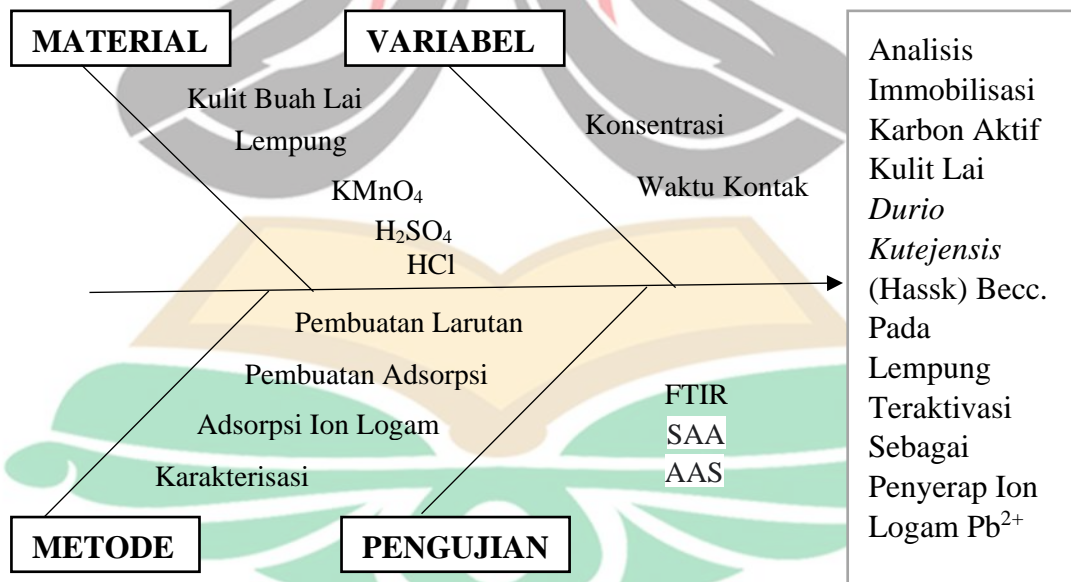 MATERIAL
VARIABEL
Kulit Buah Lai
Lempung
KMnO₄
H₂SO₄
HCl
Konsentrasi
Waktu Kontak
Pembuatan Larutan
Pembuatan Adsorpsi
Adsorpsi Ion Logam
Karakterisasi
FTIR
SAA
AAS
METODE
PENGUJIAN
Analisis
Immobilisasi
Karbon Aktif
Kulit Lai
Durio
Kutejensis
(Hassk) Becc.
Pada
Lempung
Teraktivasi
Sebagai
Penyerap Ion
Logam Pb²⁺